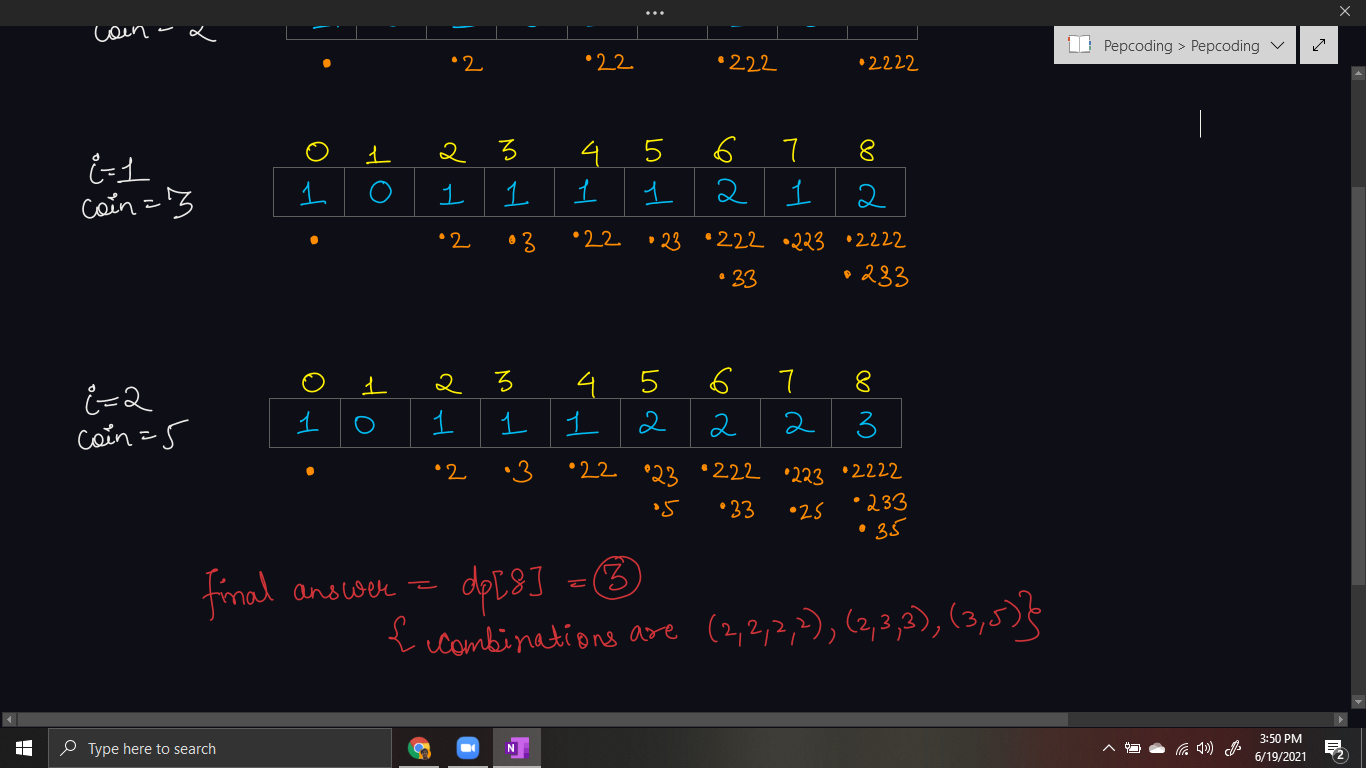 ...
coin = 2
Pepcoding > Pepcoding
. .2 .22 .222 .2222
0 1 2 3 4 5 6 7 8
i=1
1 0 1 1 1 1 2 1 2
coin = 3
. .2 .3 .22 .23 .222 .223 .2222
.33 .233
0 1 2 3 4 5 6 7 8
i=2
1 0 1 1 1 2 2 2 3
coin = 5
. .2 .3 .22 .23 .222 .223 .2222
.5 .33 .25 .233
.35
final answer = dp[8] = 3
{ combinations are (2,2,2,2), (2,3,3), (3,5)}
Type here to search
N
3:50 PM
6/19/2021
2